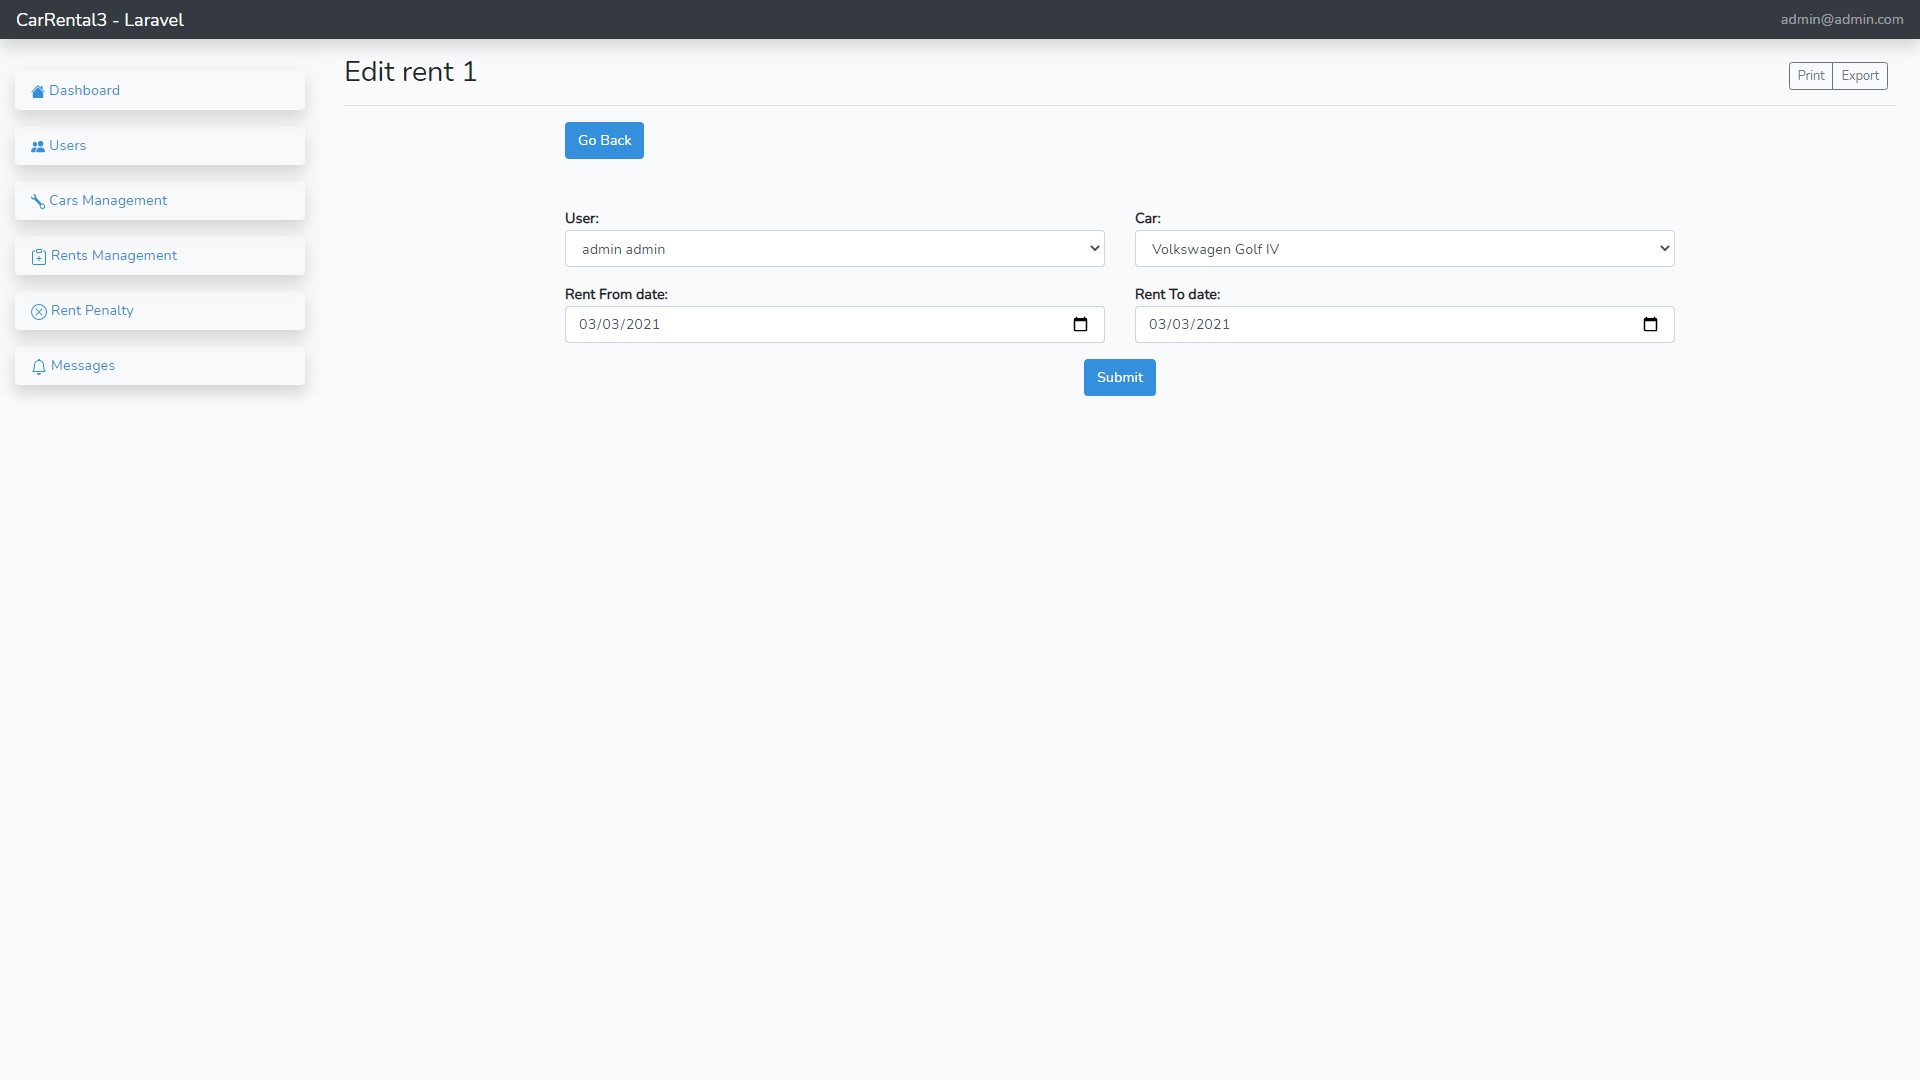 CarRental3 - Laravel
admin@admin.com
Dashboard
Users
Cars Management
Rents Management
Rent Penalty
Messages
Edit rent 1
Print
Export
Go Back
User:
Car:
admin admin
Volkswagen Golf IV
Rent From date:
Rent To date:
03/03/2021
03/03/2021
Submit